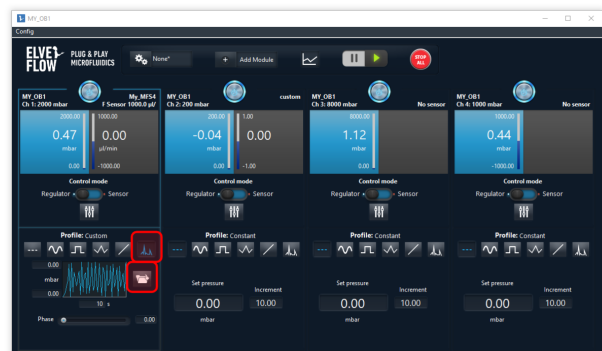 MY_OB1
Config
ELVEFLOW PLUG & PLAY MICROFLUIDICS
None*
+ Add Module
STOP ALL
MY_OB1 My_MFS4
Ch 1: 2000 mbar F Sensor 1000.0 µl/
2000.00 1000.00
0.47 0.00
mbar µl/min
0.00 -1000.00
Control mode
Regulator Sensor
Profile: Custom
0.00
mbar
0.00
10 s
Phase 0.00
MY_OB1 custom
Ch 2: 200 mbar
200.00 1.00
-0.04 0.00
mbar
0.00 -1.00
Control mode
Regulator Sensor
Profile: Constant
Set pressure
Increment
0.00 10.00
mbar
MY_OB1
Ch 3: 8000 mbar No sensor
8000.00
1.12
mbar
0.00
Control mode
Regulator Sensor
Profile: Constant
Set pressure
Increment
0.00 10.00
mbar
MY_OB1
Ch 4: 1000 mbar No sensor
1000.00
0.44
mbar
-1000.00
Control mode
Regulator Sensor
Profile: Constant
Set pressure
Increment
0.00 10.00
mbar